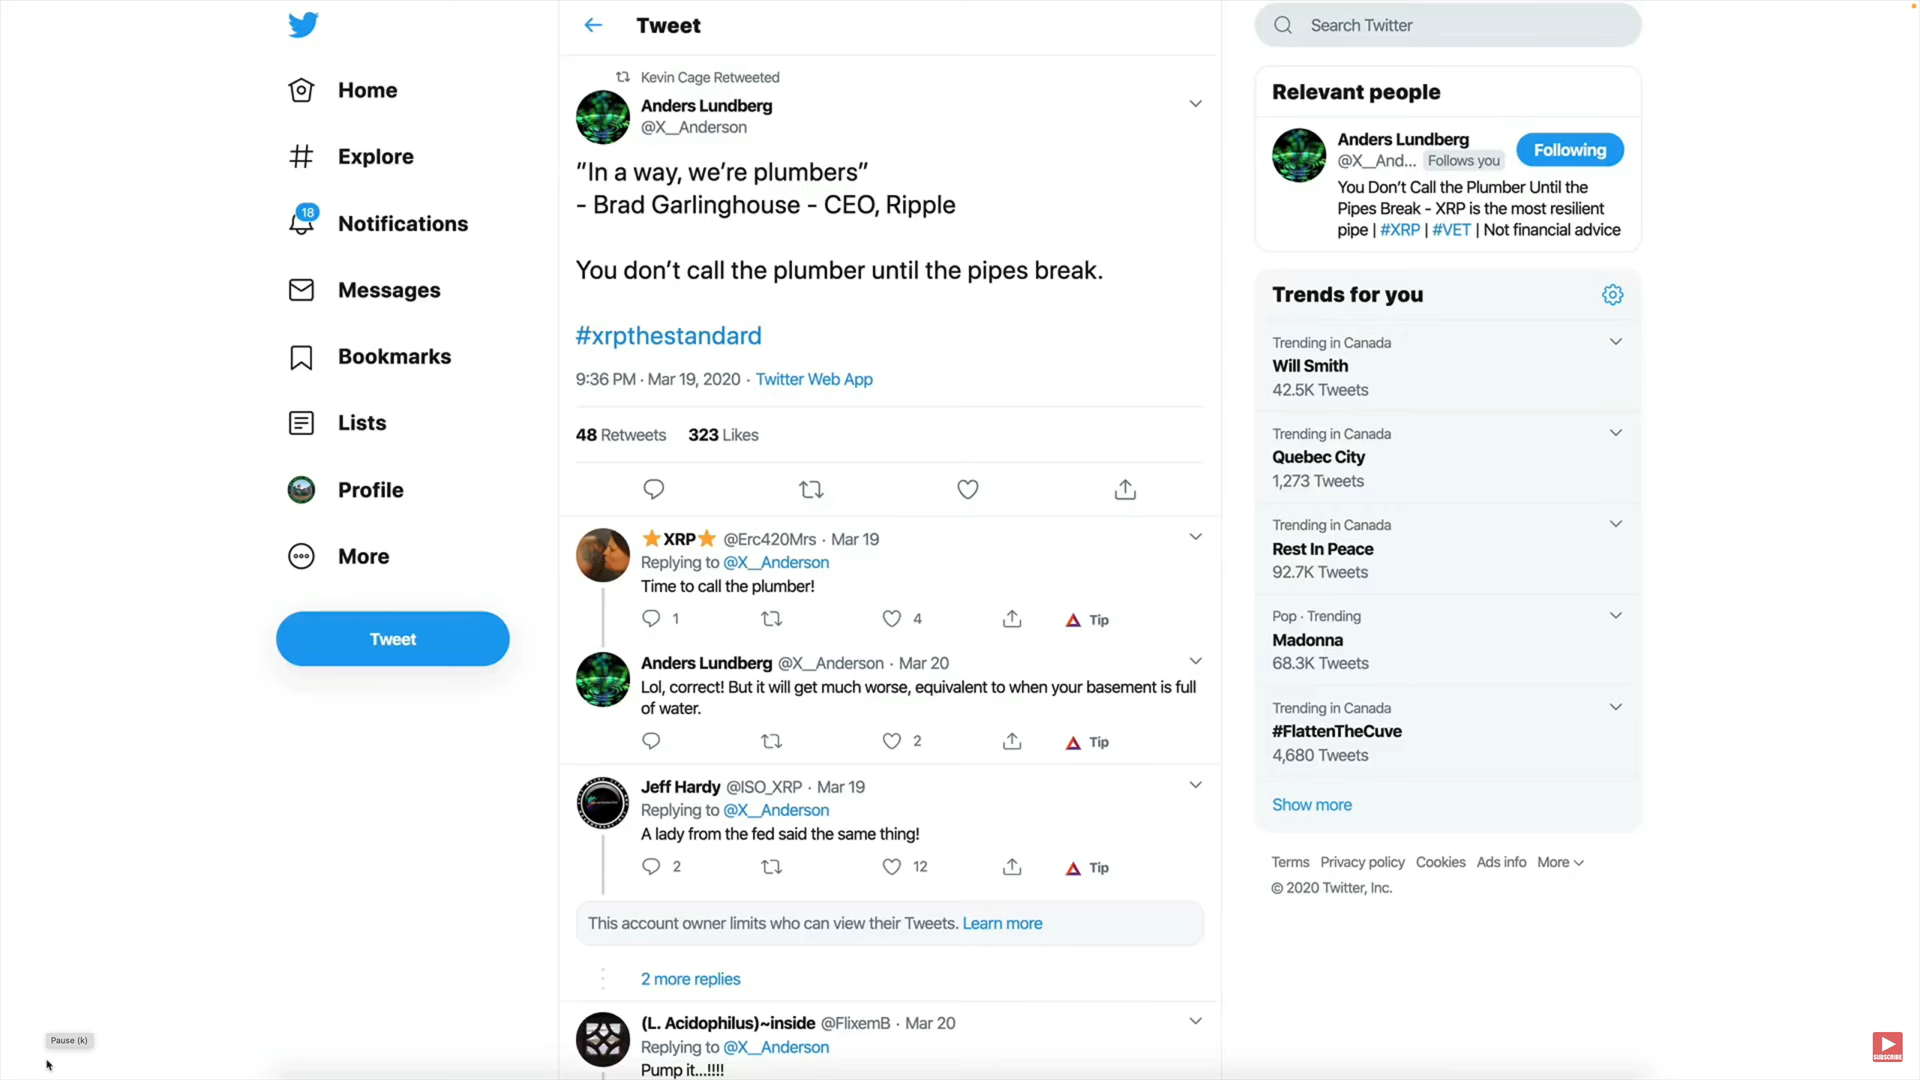 Home
Explore
18
Notifications
Messages
Bookmarks
Lists
Profile
More
Tweet
Tweet
Kevin Cage Retweeted
Anders Lundberg
@X__Anderson
”In a way, we’re plumbers”
- Brad Garlinghouse - CEO, Ripple
You don’t call the plumber until the pipes break.
#xrpthestandard
9:36 PM · Mar 19, 2020 · Twitter Web App
48 Retweets 323 Likes
XRP @Erc420Mrs · Mar 19
Replying to @X__Anderson
Time to call the plumber!
1 4 Tip
Anders Lundberg @X__Anderson · Mar 20
Lol, correct! But it will get much worse, equivalent to when your basement is full
of water.
2 Tip
Jeff Hardy @ISO_XRP · Mar 19
Replying to @X__Anderson
A lady from the fed said the same thing!
2 12 Tip
This account owner limits who can view their Tweets. Learn more
2 more replies
(L. Acidophilus)~inside @FlixemB · Mar 20
Replying to @X__Anderson
Pump it...!!!!
Search Twitter
Relevant people
Anders Lundberg
@X__And... Follows you
Following
You Don’t Call the Plumber Until the
Pipes Break - XRP is the most resilient
pipe | #XRP | #VET | Not financial advice
Trends for you
Trending in Canada
Will Smith
42.5K Tweets
Trending in Canada
Quebec City
1,273 Tweets
Trending in Canada
Rest In Peace
92.7K Tweets
Pop · Trending
Madonna
68.3K Tweets
Trending in Canada
#FlattenTheCuve
4,680 Tweets
Show more
Terms Privacy policy Cookies Ads info More
© 2020 Twitter, Inc.
Pause (k)
SUBSCRIBE